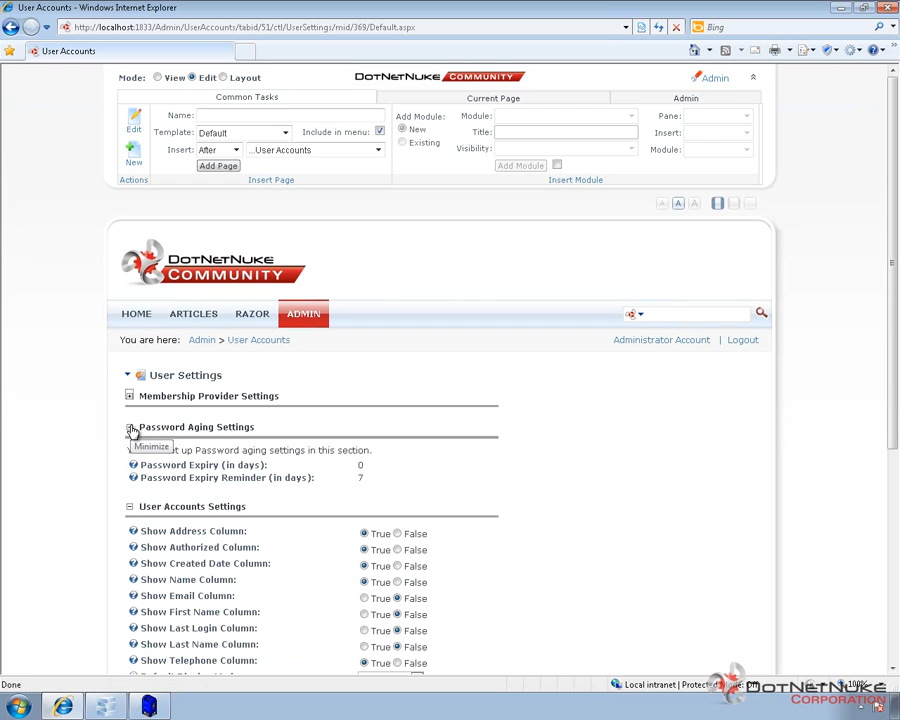 User Accounts - Windows Internet Explorer
http://localhost:1833/Admin/UserAccounts/tabid/51/ctl/UserSettings/mid/369/Default.aspx
Bing
User Accounts
Mode: View Edit Layout
DOTNETNUKE COMMUNITY
Admin
Common Tasks
Current Page
Admin
Edit
New
Actions
Name:
Template: Default
Include in menu:
Insert: After ...User Accounts
Add Page
Insert Page
Add Module:
New
Existing
Module:
Title:
Visibility:
Add Module
Pane:
Insert:
Module:
Insert Module
A A A
DOTNETNUKE
COMMUNITY
HOME ARTICLES RAZOR ADMIN
You are here: Admin > User Accounts
Administrator Account | Logout
User Settings
Membership Provider Settings
Password Aging Settings
Minimize
t up Password aging settings in this section.
Password Expiry (in days): 0
Password Expiry Reminder (in days): 7
User Accounts Settings
Show Address Column: True False
Show Authorized Column: True False
Show Created Date Column: True False
Show Name Column: True False
Show Email Column: True False
Show First Name Column: True False
Show Last Login Column: True False
Show Last Name Column: True False
Show Telephone Column: True False
Done
Local intranet | Protected Mode: Off
100%
DOTNETNUKE
CORPORATION